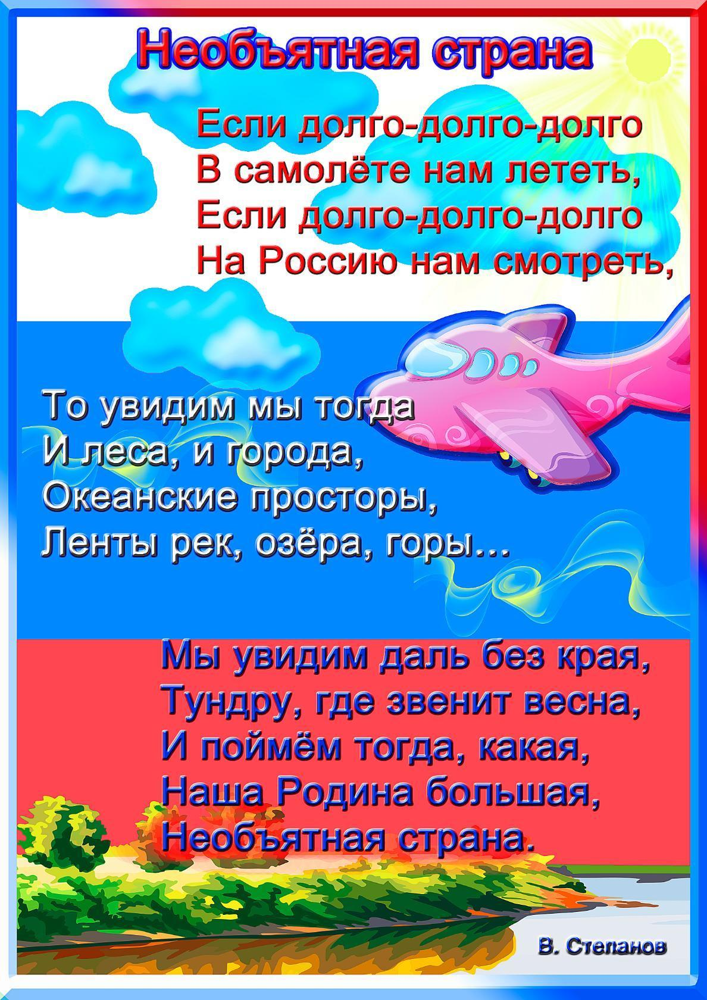 Необъятная страна
Если долго-долго-долго
В самолёте нам лететь,
Если долго-долго-долго
На Россию нам смотреть,
То увидим мы тогда
И леса, и города,
Океанские просторы,
Ленты рек, озёра, горы...
Мы увидим даль без края,
Тундру, где звенит весна,
И поймём тогда, какая,
Наша Родина большая,
Необъятная страна.
В. Степанов